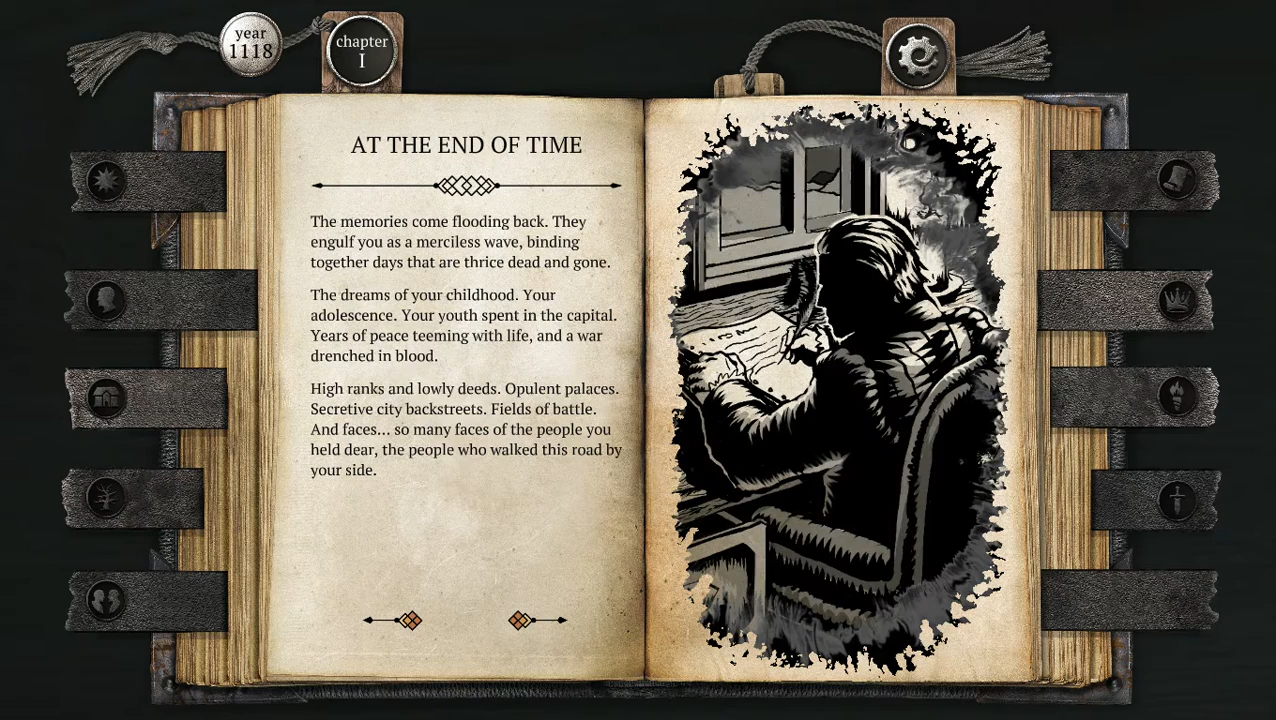 year
1118
chapter
I
AT THE END OF TIME
The memories come flooding back. They
engulf you as a merciless wave, binding
together days that are thrice dead and gone.
The dreams of your childhood. Your
adolescence. Your youth spent in the capital.
Years of peace teeming with life, and a war
drenched in blood.
High ranks and lowly deeds. Opulent palaces.
Secretive city backstreets. Fields of battle.
And faces... so many faces of the people you
held dear, the people who walked this road by
your side.